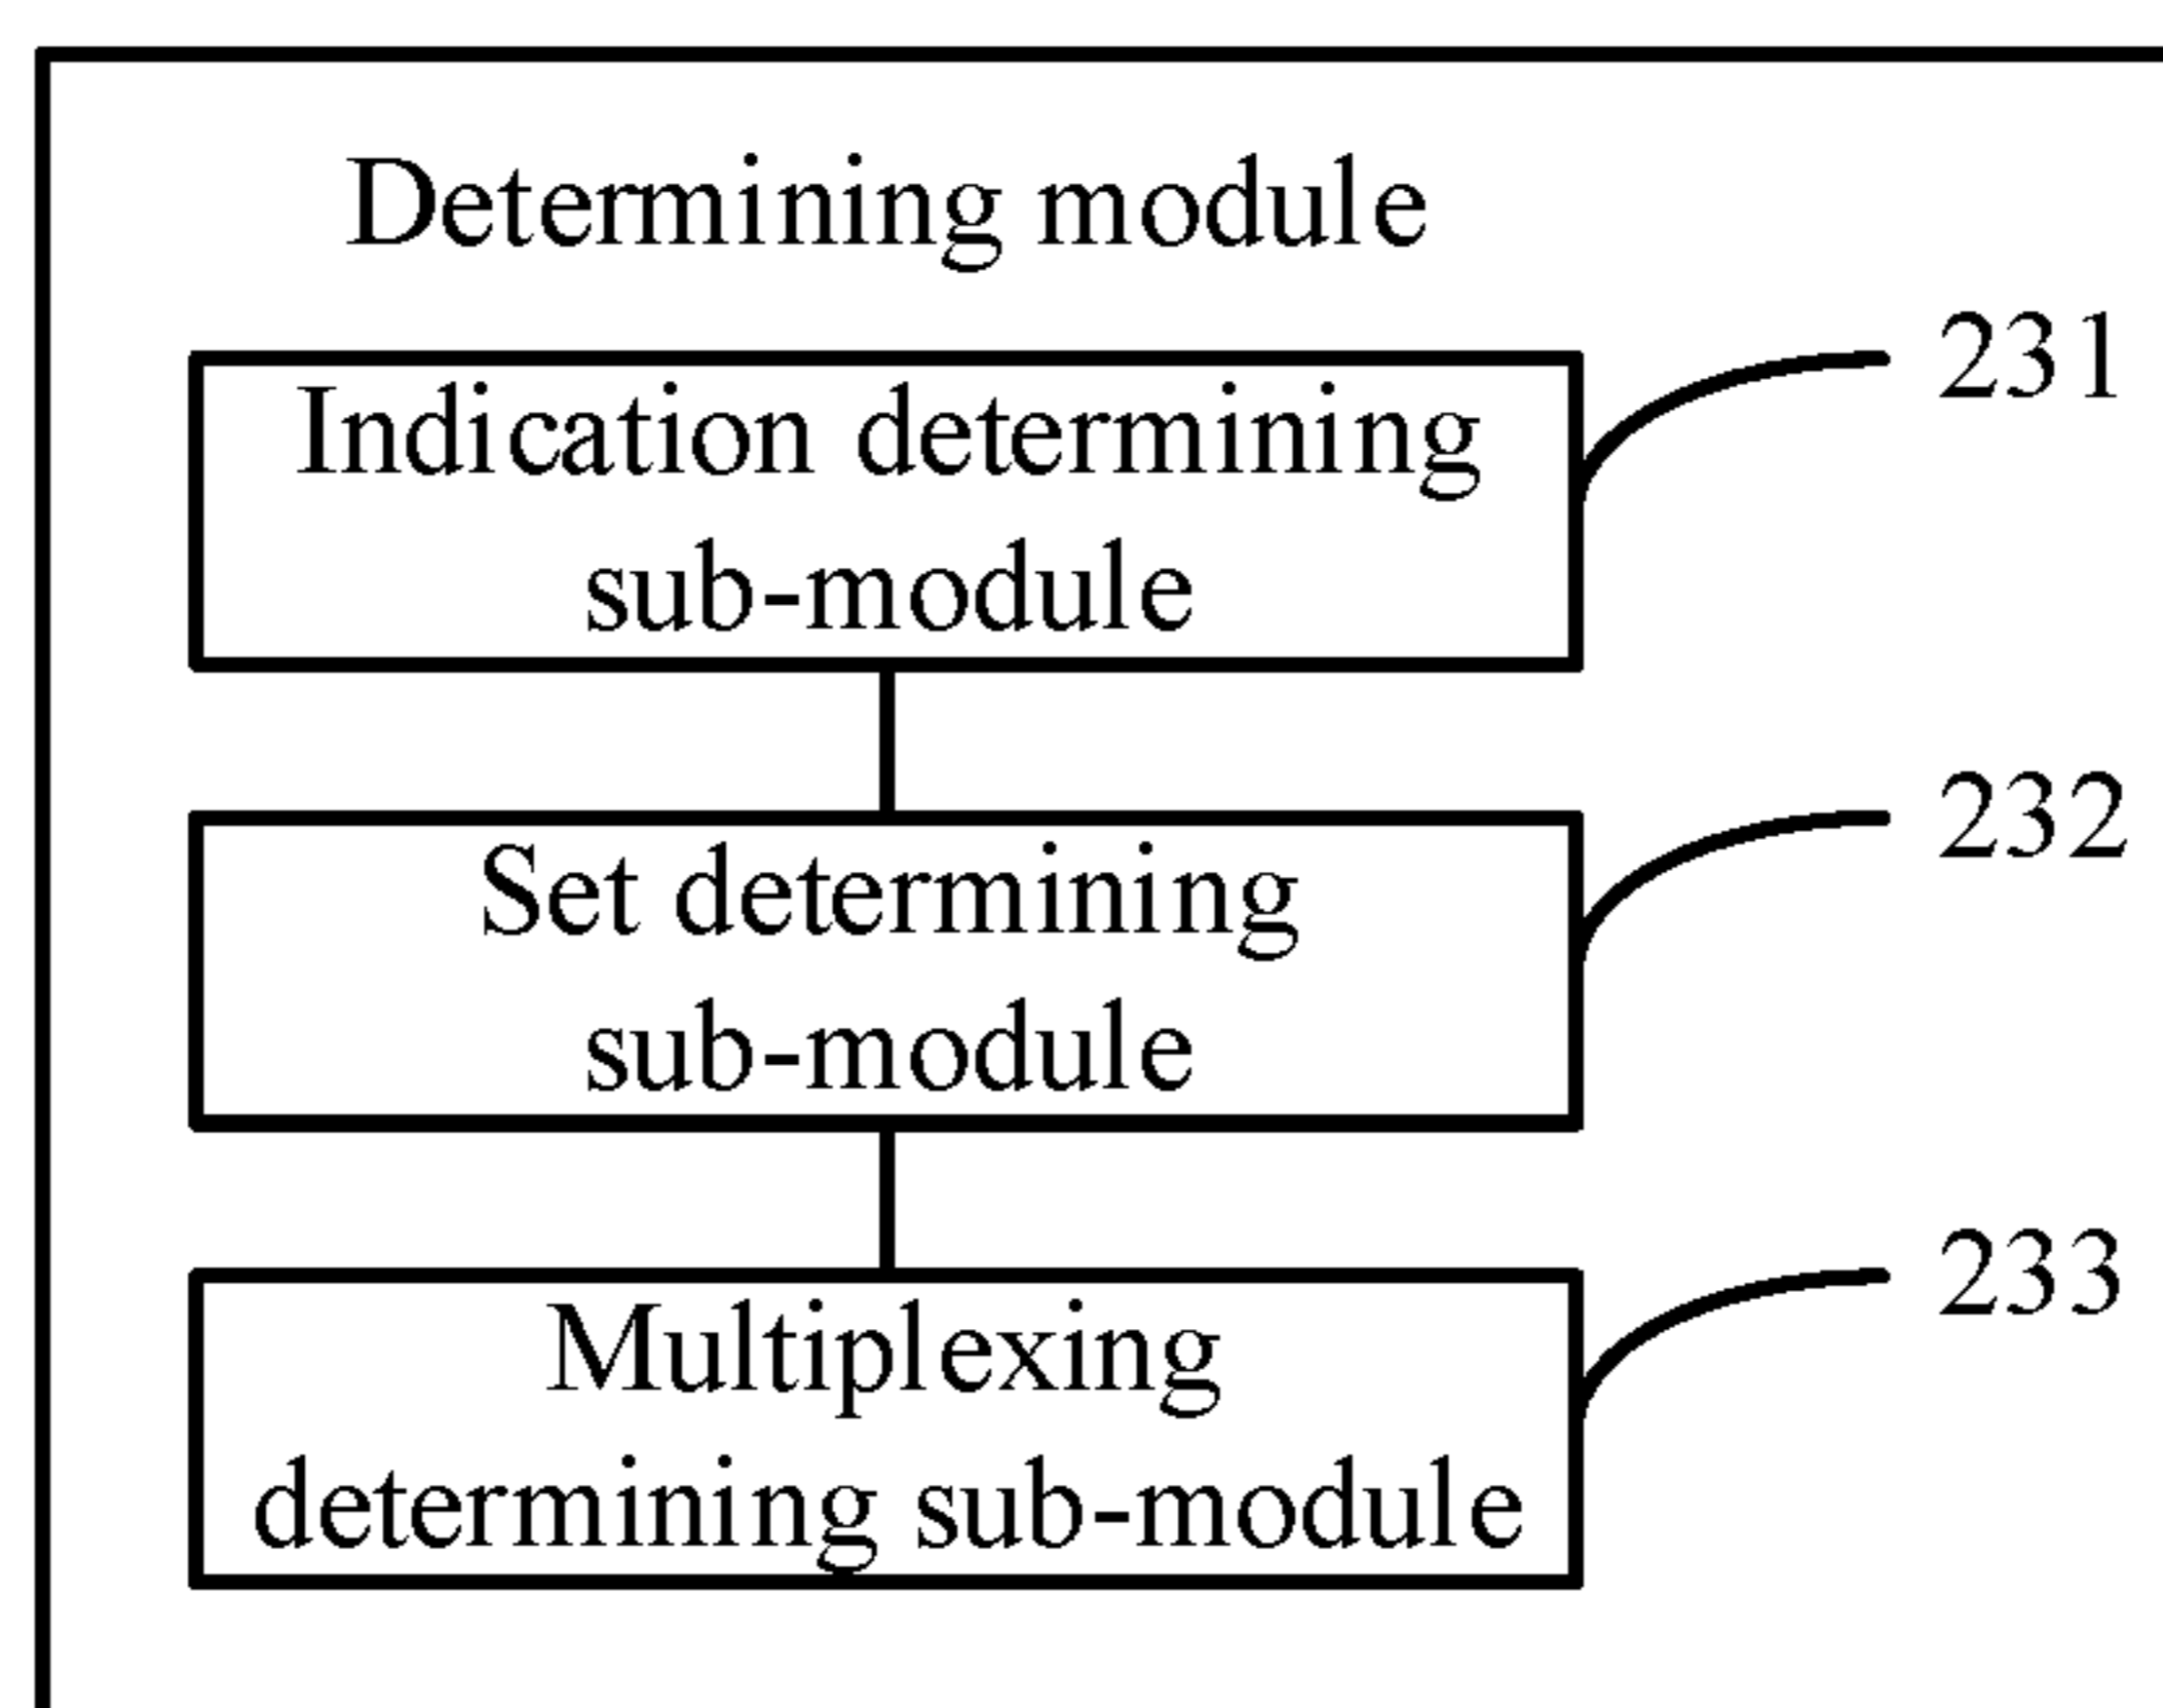 Determining module
231
Indication determining
sub-module
232
Set determining
sub-module
233
Multiplexing
determining sub-module